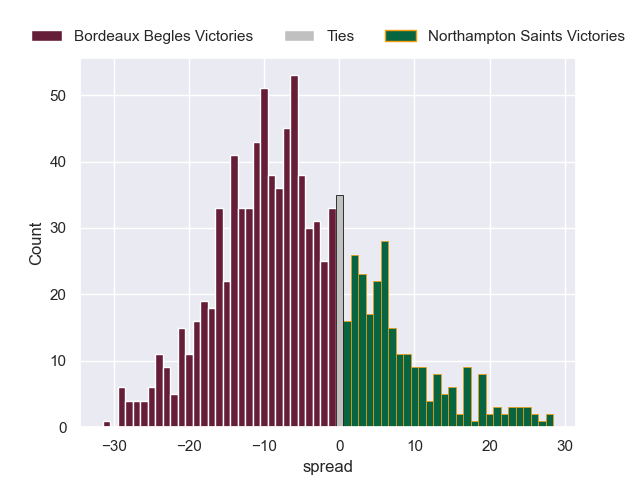 Bordeaux Begles Victories Ties Northampton Saints Victories
50
40
30
20
10
0
Count
−30 −20 −10 0 10 20 30
spread